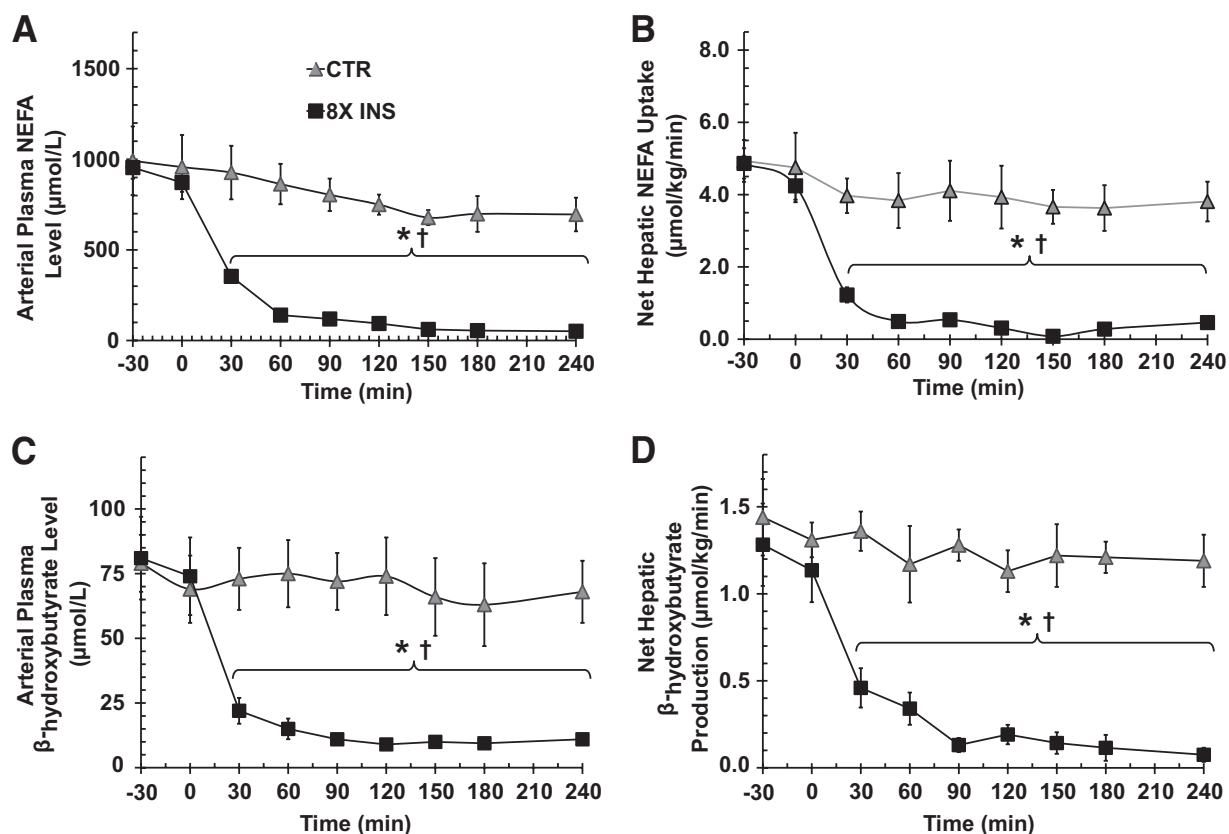 A
Arterial Plasma NEFA
Level (µmol/L)
1500
1000
500
0
CTR
8X INS
* †
-30 0 30 60 90 120 150 180 210 240
Time (min)
B
Net Hepatic NEFA Uptake
(µmol/kg/min)
8.0
6.0
4.0
2.0
0.0
* †
-30 0 30 60 90 120 150 180 210 240
Time (min)
C
Arterial Plasma
β-hydroxybutyrate Level
(µmol/L)
100
75
50
25
0
* †
-30 0 30 60 90 120 150 180 210 240
Time (min)
D
Net Hepatic
β-hydroxybutyrate
Production (µmol/kg/min)
1.5
1.0
0.5
0.0
* †
-30 0 30 60 90 120 150 180 210 240
Time (min)